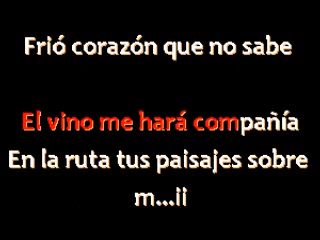 Frió corazón que no sabe
El vino me hará compañía
En la ruta tus paisajes sobre
m...ii